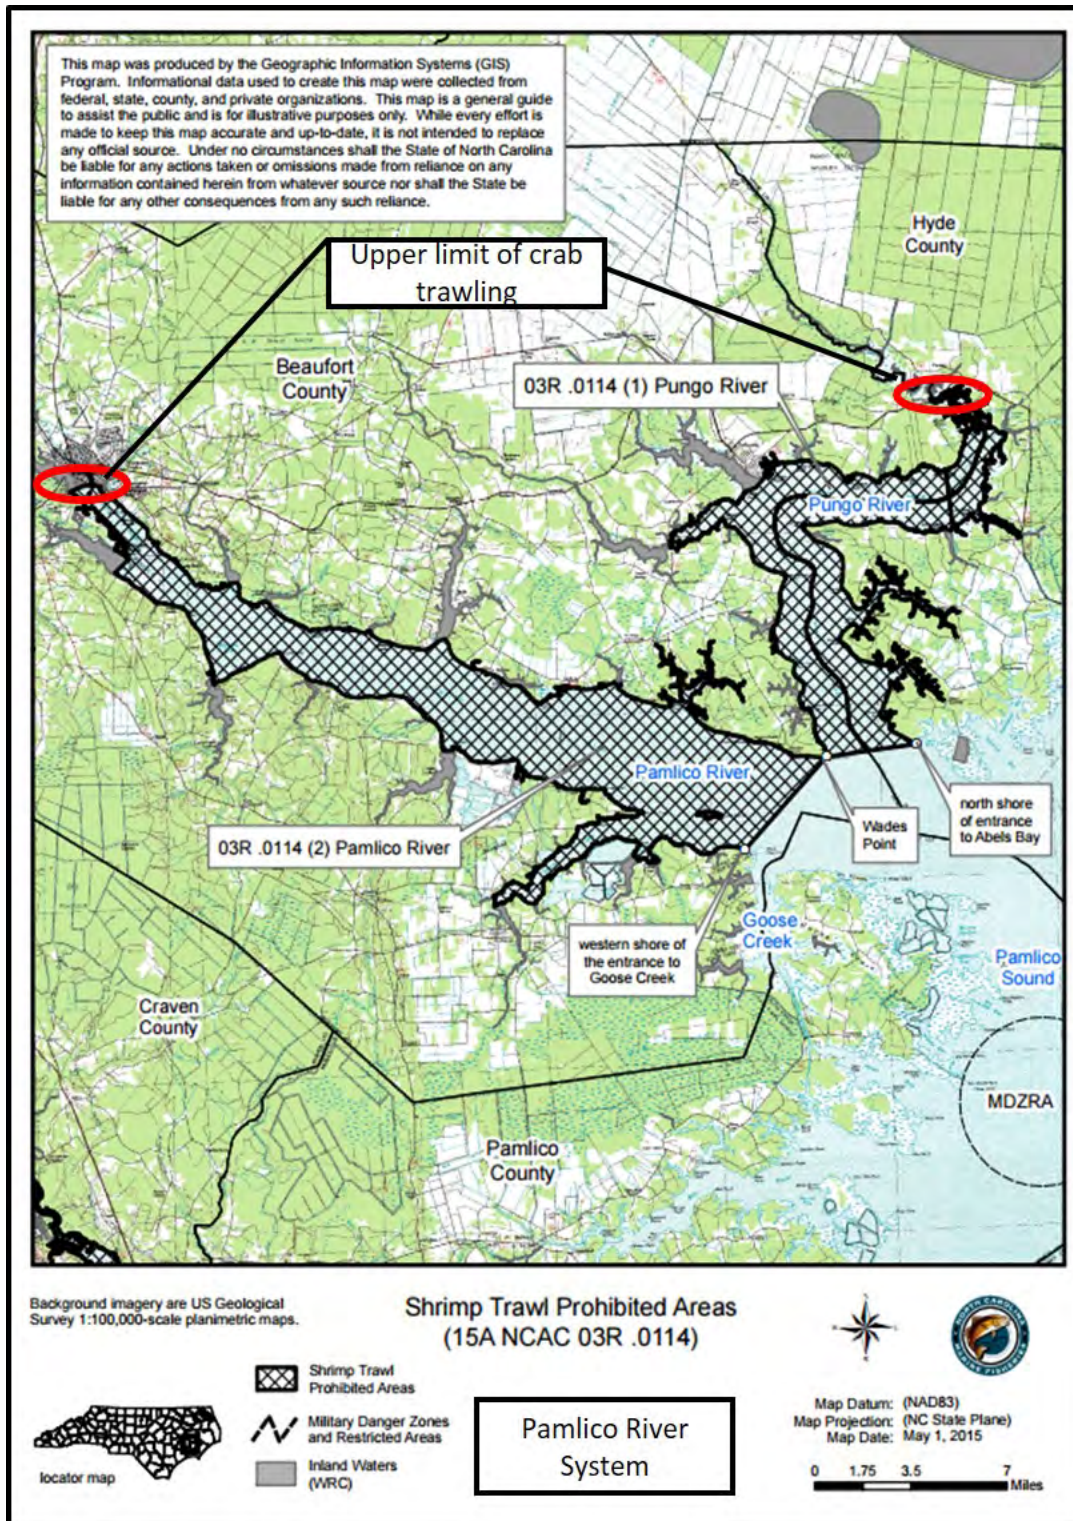 This map was produced by the Geographic Information Systems (GIS)
Program. Informational data used to create this map were collected from
federal, state, county, and private organizations. This map is a general guide
to assist the public and is for illustrative purposes only. While every effort is
made to keep this map accurate and up-to-date, it is not intended to replace
any official source. Under no circumstances shall the State of North Carolina
be liable for any actions taken or omissions made from reliance on any
information contained herein from whatever source nor shall the State be
liable for any other consequences from any such reliance.
Hyde
County
Upper limit of crab
trawling
Beaufort
County
03R .0114 (1) Pungo River
Pungo River
Pamlico River
03R .0114 (2) Pamlico River
Wades
Point
north shore
of entrance
to Abels Bay
Goose
Creek
western shore of
the entrance to
Goose Creek
Pamlico
Sound
Craven
County
MDZRA
Pamlico
County
Background imagery are US Geological
Survey 1:100,000-scale planimetric maps.
Shrimp Trawl Prohibited Areas
(15A NCAC 03R .0114)
NORTH CAROLINA
MARINE FISHERIES
Shrimp Trawl
Prohibited Areas
Military Danger Zones
and Restricted Areas
Inland Waters
(WRC)
locator map
Pamlico River
System
Map Datum: (NAD83)
Map Projection: (NC State Plane)
Map Date: May 1, 2015
0 1.75 3.5 7
Miles